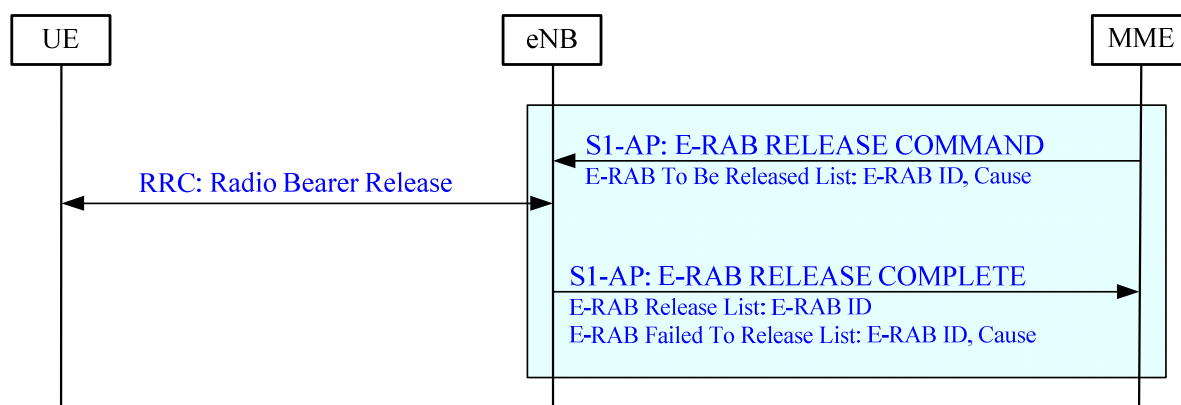 UE
eNB
MME
S1-AP: E-RAB RELEASE COMMAND
E-RAB To Be Released List: E-RAB ID, Cause
RRC: Radio Bearer Release
S1-AP: E-RAB RELEASE COMPLETE
E-RAB Release List: E-RAB ID
E-RAB Failed To Release List: E-RAB ID, Cause